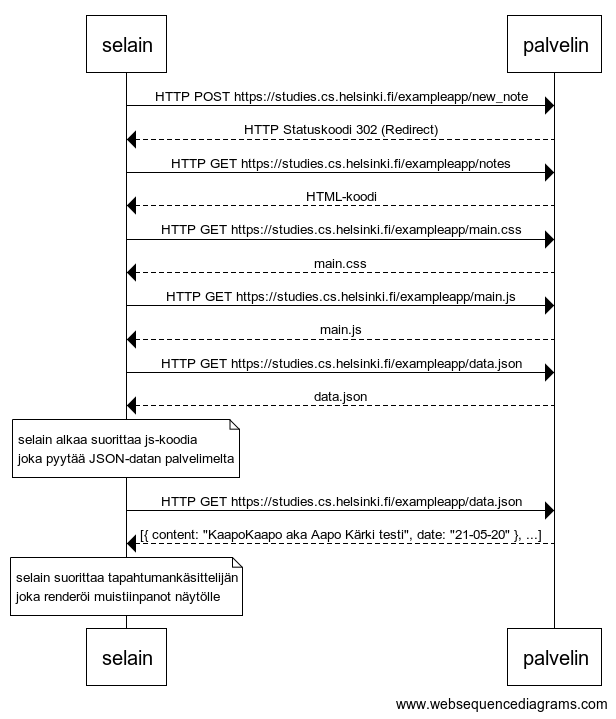 selain palvelin
HTTP POST https://studies.cs.helsinki.fi/exampleapp/new_note
HTTP Statuskoodi 302 (Redirect)
HTTP GET https://studies.cs.helsinki.fi/exampleapp/notes
HTML-koodi
HTTP GET https://studies.cs.helsinki.fi/exampleapp/main.css
main.css
HTTP GET https://studies.cs.helsinki.fi/exampleapp/main.js
main.js
HTTP GET https://studies.cs.helsinki.fi/exampleapp/data.json
data.json
selain alkaa suorittaa js-koodia
joka pyytää JSON-datan palvelimelta
HTTP GET https://studies.cs.helsinki.fi/exampleapp/data.json
[{ content: "KaapoKaapo aka Aapo Kärki testi", date: "21-05-20" }, ...]
selain suorittaa tapahtumankäsittelijän
joka renderöi muistiinpanot näytölle
selain palvelin
www.websequencediagrams.com